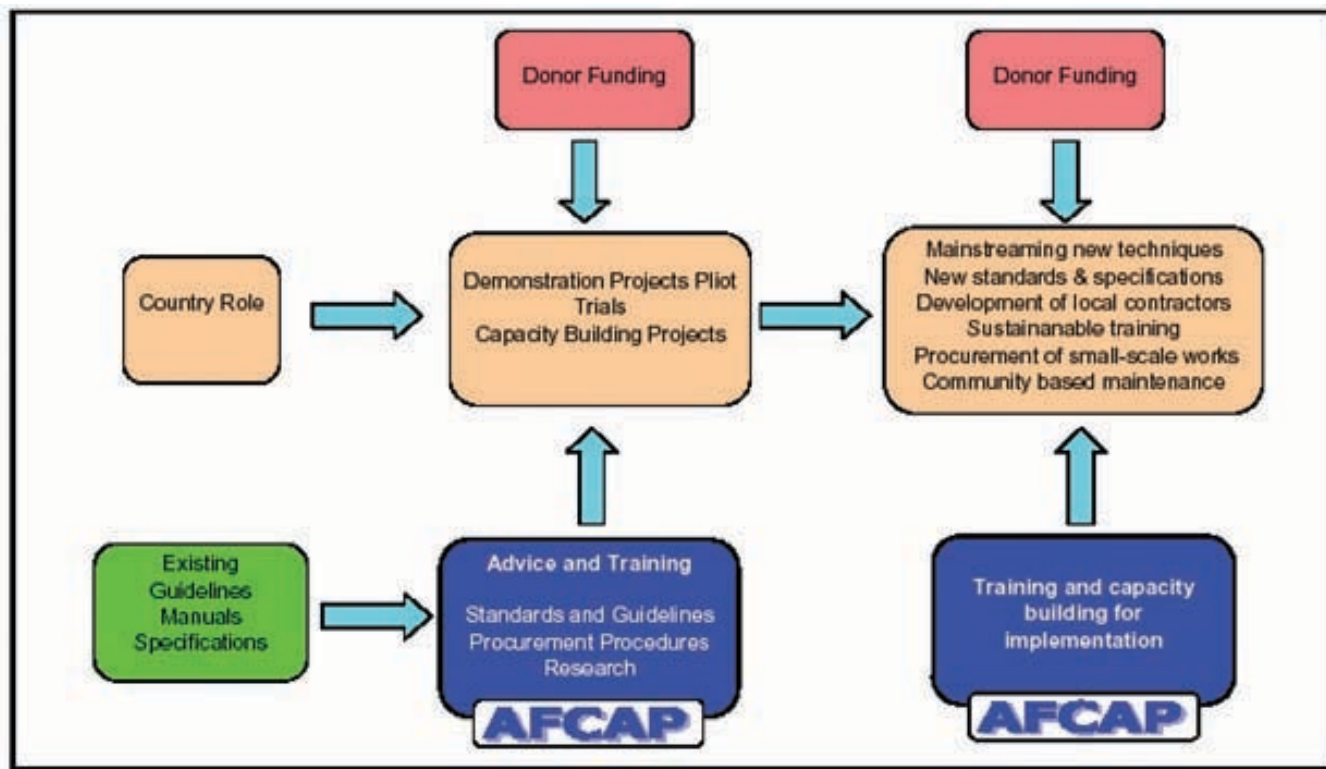 Donor Funding
Donor Funding
Country Role
Demonstration Projects Pliot
Trials
Capacity Building Projects
Mainstreaming new techniques
New standards & specifications
Development of local contractors
Sustainanable training
Procurement of small-scale works
Community based maintenance
Existing
Guidelines
Manuals
Specifications
Advice and Training
Standards and Guidelines
Procurement Procedures
Research
AFCAP
Training and capacity
building for
implementation
AFCAP